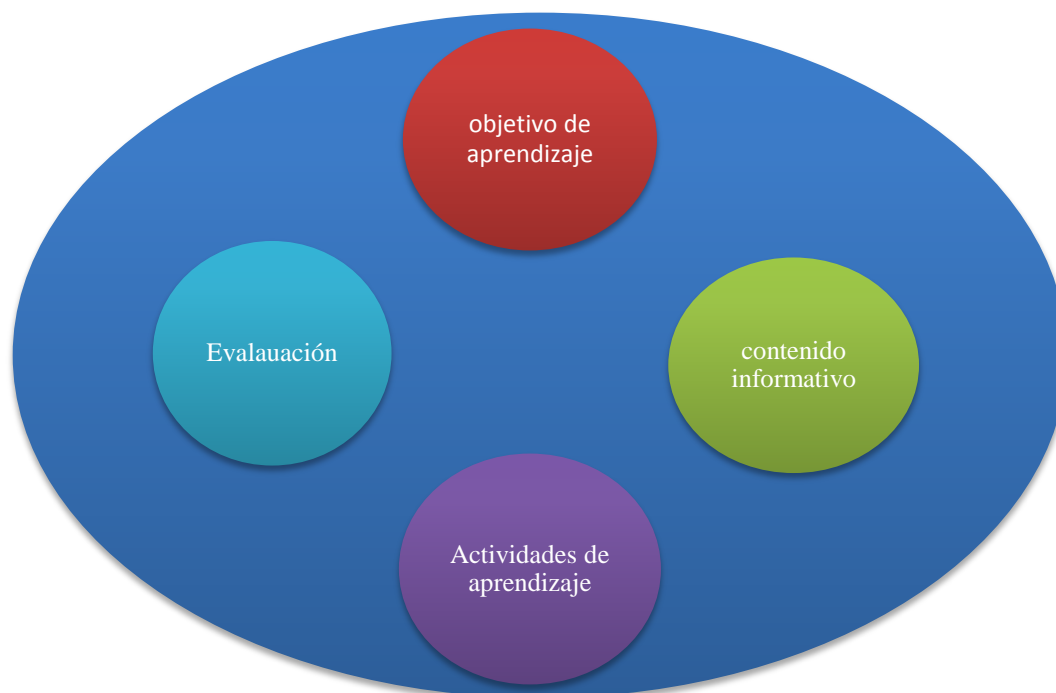 objetivo de
aprendizaje
Evalauación
contenido
informativo
Actividades de
aprendizaje